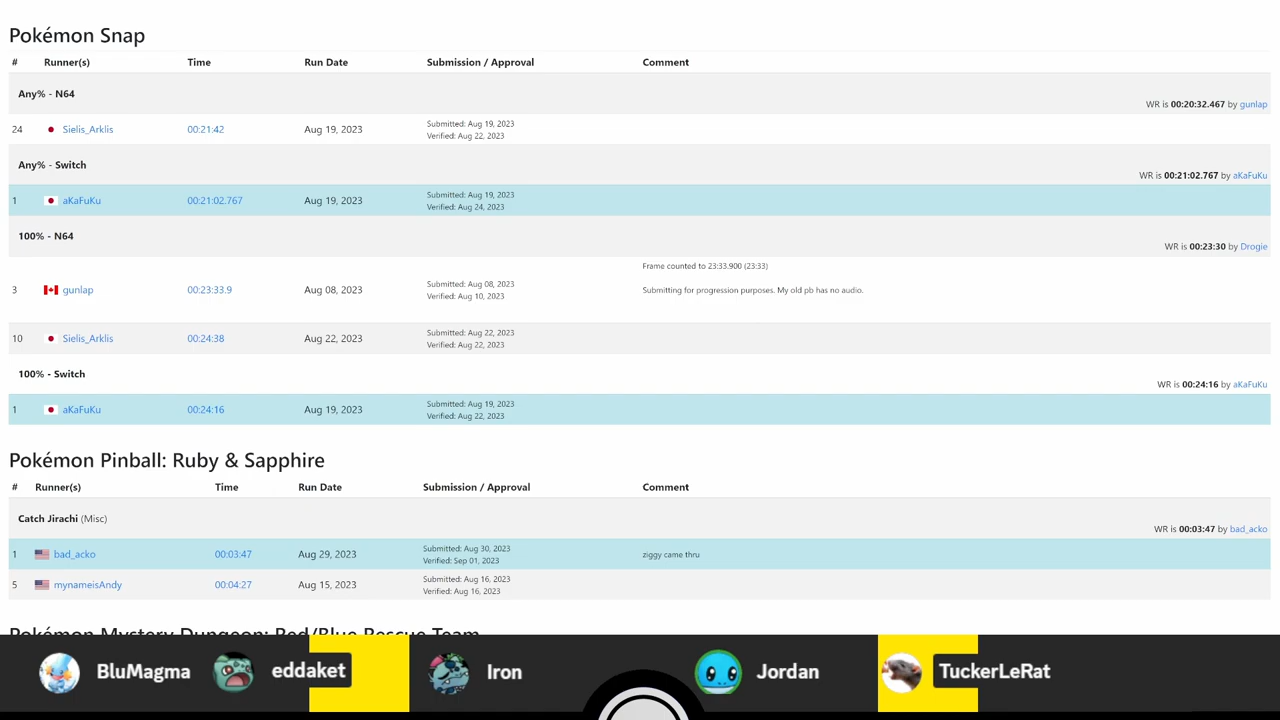 Pokémon Snap
# Runner(s) Time Run Date Submission / Approval Comment
Any% - N64
WR is 00:20:32.467 by gunlap
24 Sielis_Arklis 00:21:42 Aug 19, 2023 Submitted: Aug 19, 2023
Verified: Aug 22, 2023
Any% - Switch
WR is 00:21:02.767 by aKaFuKu
1 aKaFuKu 00:21:02.767 Aug 19, 2023 Submitted: Aug 19, 2023
Verified: Aug 24, 2023
100% - N64
WR is 00:23:30 by Drogie
Frame counted to 23:33.900 (23:33)
3 gunlap 00:23:33.9 Aug 08, 2023 Submitted: Aug 08, 2023
Verified: Aug 10, 2023
Submitting for progression purposes. My old pb has no audio.
10 Sielis_Arklis 00:24:38 Aug 22, 2023 Submitted: Aug 22, 2023
Verified: Aug 22, 2023
100% - Switch
WR is 00:24:16 by aKaFuKu
1 aKaFuKu 00:24:16 Aug 19, 2023 Submitted: Aug 19, 2023
Verified: Aug 22, 2023
Pokémon Pinball: Ruby & Sapphire
# Runner(s) Time Run Date Submission / Approval Comment
Catch Jirachi (Misc)
WR is 00:03:47 by bad_acko
1 bad_acko 00:03:47 Aug 29, 2023 Submitted: Aug 30, 2023 ziggy came thru
Verified: Sep 01, 2023
5 mynameisAndy 00:04:27 Aug 15, 2023 Submitted: Aug 16, 2023
Verified: Aug 16, 2023
Pokémon Mystery Dungeon: Red/Blue Rescue Team
BluMagma eddaket Iron Jordan TuckerLeRat